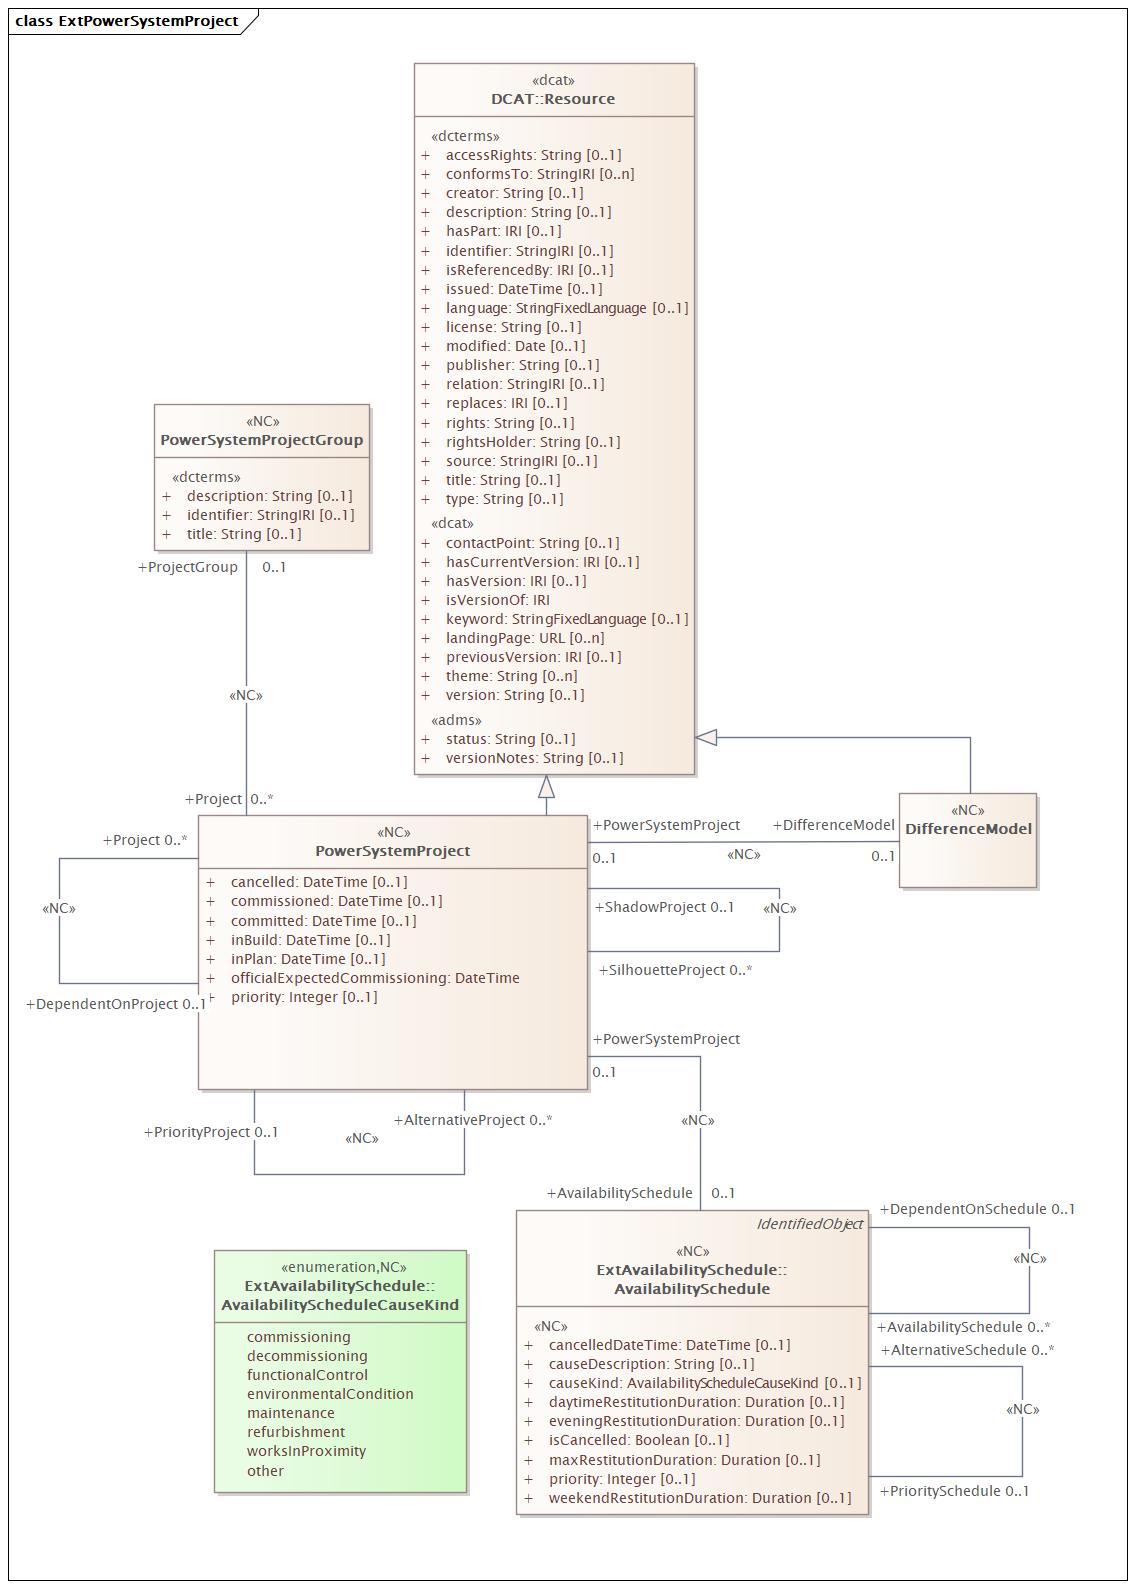 class ExtPowerSystemProject
«dcat»
DCAT::Resource
«dcterms»
+ accessRights: String [0..1]
+ conformsTo: StringIRI [0..n]
+ creator: String [0..1]
+ description: String [0..1]
+ hasPart: IRI [0..1]
+ identifier: StringIRI [0..1]
+ isReferencedBy: IRI [0..1]
+ issued: DateTime [0..1]
+ language: StringFixedLanguage [0..1]
+ license: String [0..1]
+ modified: Date [0..1]
+ publisher: String [0..1]
+ relation: StringIRI [0..1]
+ replaces: IRI [0..1]
+ rights: String [0..1]
+ rightsHolder: String [0..1]
+ source: StringIRI [0..1]
+ title: String [0..1]
+ type: String [0..1]
«dcat»
+ contactPoint: String [0..1]
+ hasCurrentVersion: IRI [0..1]
+ hasVersion: IRI [0..1]
+ isVersionOf: IRI
+ keyword: StringFixedLanguage [0..1]
+ landingPage: URL [0..n]
+ previousVersion: IRI [0..1]
+ theme: String [0..n]
+ version: String [0..1]
«adms»
+ status: String [0..1]
+ versionNotes: String [0..1]
«NC»
PowerSystemProjectGroup
«dcterms»
+ description: String [0..1]
+ identifier: StringIRI [0..1]
+ title: String [0..1]
+ProjectGroup 0..1
«NC»
+Project 0..*
«NC»
PowerSystemProject
+ cancelled: DateTime [0..1]
+ commissioned: DateTime [0..1]
+ committed: DateTime [0..1]
+ inBuild: DateTime [0..1]
+ inPlan: DateTime [0..1]
+ officialExpectedCommissioning: DateTime
+ priority: Integer [0..1]
+Project 0..*
«NC»
+DependentOnProject 0..1
+PowerSystemProject +DifferenceModel
0..1 «NC» 0..1
«NC»
DifferenceModel
+ShadowProject 0..1
«NC»
+SilhouetteProject 0..*
+PowerSystemProject
0..1
«NC»
+AvailabilitySchedule 0..1
+PriorityProject 0..1
«NC»
+AlternativeProject 0..*
IdentifiedObject
«NC»
ExtAvailabilitySchedule::
AvailabilitySchedule
«NC»
+ cancelledDateTime: DateTime [0..1]
+ causeDescription: String [0..1]
+ causeKind: AvailabilityScheduleCauseKind [0..1]
+ daytimeRestitutionDuration: Duration [0..1]
+ eveningRestitutionDuration: Duration [0..1]
+ isCancelled: Boolean [0..1]
+ maxRestitutionDuration: Duration [0..1]
+ priority: Integer [0..1]
+ weekendRestitutionDuration: Duration [0..1]
+DependentOnSchedule 0..1
«NC»
+AvailabilitySchedule 0..*
+AlternativeSchedule 0..*
«NC»
+PrioritySchedule 0..1
«enumeration,NC»
ExtAvailabilitySchedule::
AvailabilityScheduleCauseKind
commissioning
decommissioning
functionalControl
environmentalCondition
maintenance
refurbishment
worksInProximity
other